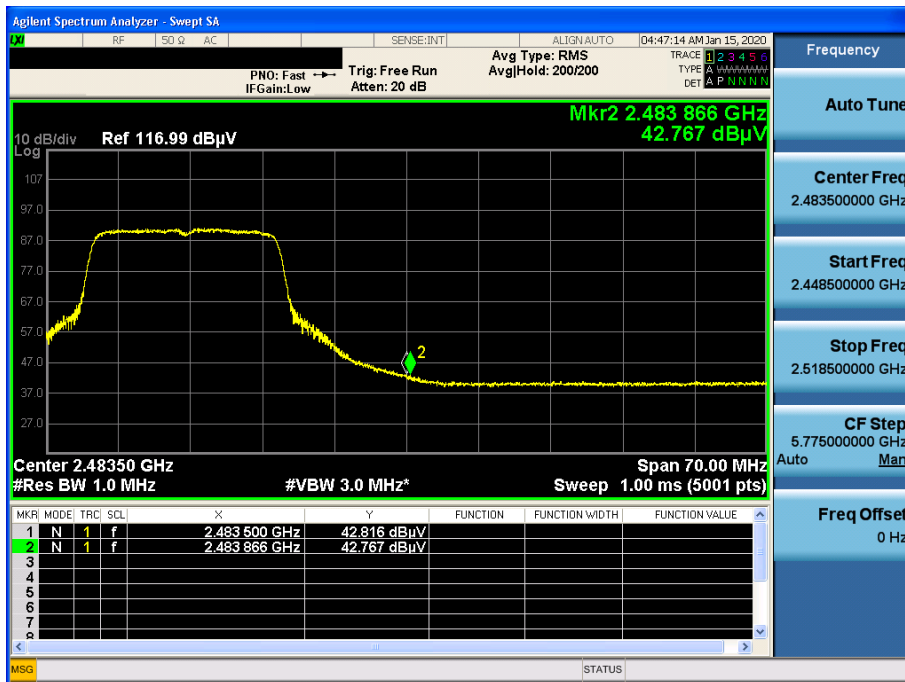 Agilent Spectrum Analyzer - Swept SA
LXI RF 50 Ω AC SENSE:INT ALIGN AUTO 04:47:14 AM Jan 15, 2020
PNO: Fast Trig: Free Run Avg Type: RMS TRACE 1 2 3 4 5 6
IFGain:Low Atten: 20 dB Avg|Hold: 200/200 TYPE A WWWWW
DET A P N N N N
Mkr2 2.483 866 GHz
42.767 dBµV
10 dB/div Ref 116.99 dBµV
Log
107
97.0
87.0
77.0
67.0
57.0
47.0
37.0
27.0
2
Center 2.48350 GHz Span 70.00 MHz
#Res BW 1.0 MHz #VBW 3.0 MHz* Sweep 1.00 ms (5001 pts)
MKR MODE TRC SCL X Y FUNCTION FUNCTION WIDTH FUNCTION VALUE
1 N 1 f 2.483 500 GHz 42.816 dBµV
2 N 1 f 2.483 866 GHz 42.767 dBµV
3
4
5
6
7
8
MSG STATUS
Frequency
Auto Tune
Center Freq
2.483500000 GHz
Start Freq
2.448500000 GHz
Stop Freq
2.518500000 GHz
CF Step
5.775000000 GHz
Auto Man
Freq Offset
0 Hz